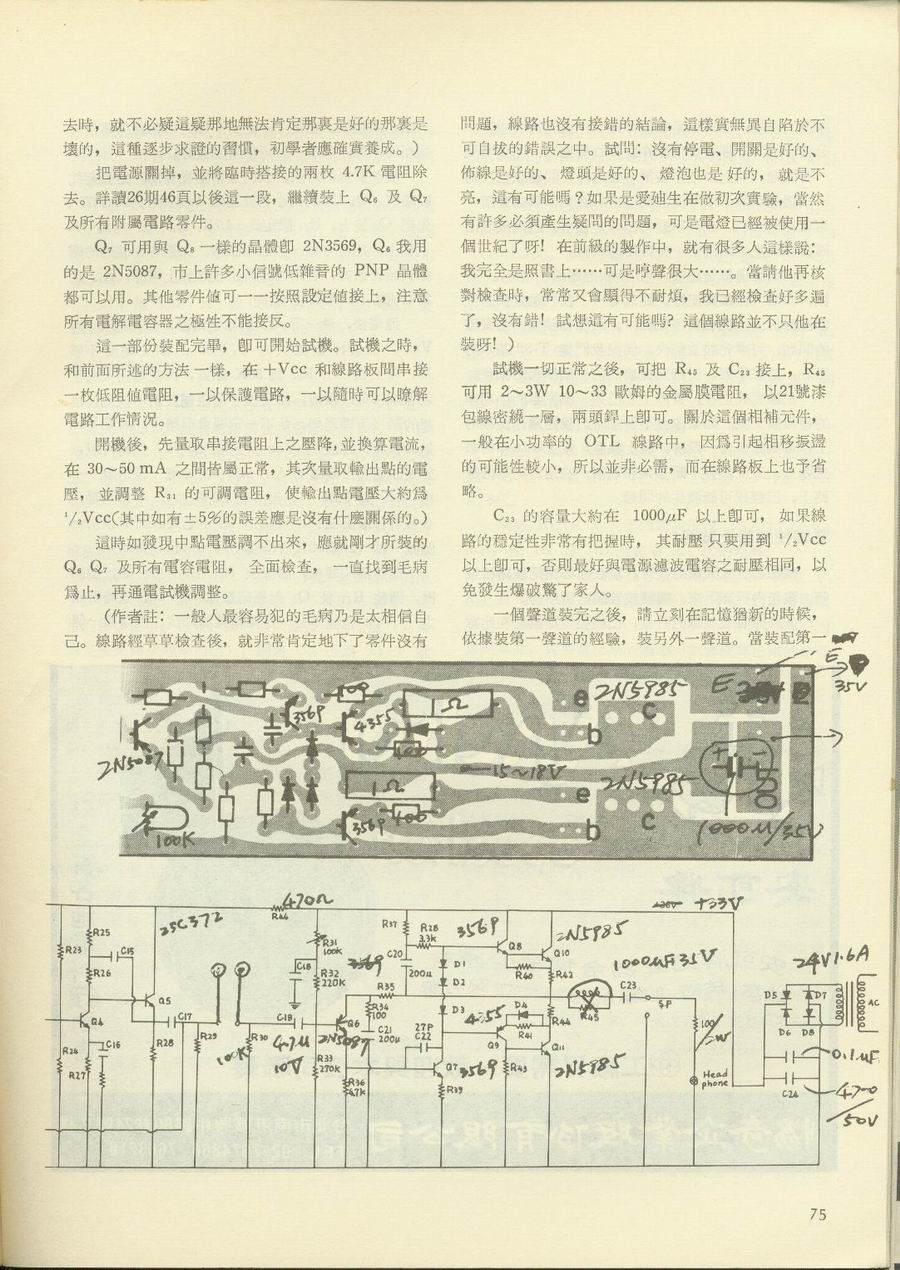 去時，就不必疑這疑那地無法肯定那裏是好的那裏是
壞的，這種逐步求證的習慣，初學者應確實養成。）
把電源關掉，並將臨時搭接的兩枚 4.7K 電阻除
去。詳讀26期46頁以後這一段，繼續裝上 Q₆ 及 Q₇
及所有附屬電路零件。
Q₇ 可用與 Q₈ 一樣的晶體卽 2N3569，Q₆ 我用
的是 2N5087，市上許多小信號低雜音的 PNP 晶體
都可以用。其他零件値可一一按照設定値接上，注意
所有電解電容器之極性不能接反。
這一部份裝配完畢，卽可開始試機。試機之時，
和前面所述的方法一樣，在 +Vcc 和線路板間串接
一枚低阻値電阻，一以保護電路，一以隨時可以瞭解
電路工作情況。
開機後，先量取串接電阻上之壓降，並換算電流，
在 30～50 mA 之間皆屬正常，其次量取輸出點的電
壓，並調整 R₃₁ 的可調電阻，使輸出點電壓大約爲
¹/₂Vcc(其中如有±5%的誤差應是沒有什麼關係的。)
這時如發現中點電壓調不出來，應就剛才所裝的
Q₆ Q₇ 及所有電容電阻，全面檢查，一直找到毛病
爲止，再通電試機調整。
(作者註：一般人最容易犯的毛病乃是太相信自
己。線路經草草檢查後，就非常肯定地下了零件沒有
問題，線路也沒有接錯的結論，這樣實無異自陷於不
可自拔的錯誤之中。試問：沒有停電、開關是好的、
佈線是好的、燈頭是好的、燈泡也是好的，就是不
亮，這有可能嗎？如果是愛廸生在做初次實驗，當然
有許多必須產生疑問的問題，可是電燈已經被使用一
個世紀了呀！在前級的製作中，就有很多人這樣說：
我完全是照書上……可是哼聲很大……。當請他再核
對檢查時，常常又會顯得不耐煩，我已經檢查好多遍
了，沒有錯！試想這有可能嗎？這個線路並不只他在
裝呀！)
試機一切正常之後，可把 R₄₅ 及 C₂₃ 接上，R₄₅
可用 2～3W 10～33 歐姆的金屬膜電阻，以21號漆
包線密繞一層，兩頭銲上卽可。關於這個相補元件，
一般在小功率的 OTL 線路中，因爲引起相移振盪
的可能性較小，所以並非必需，而在線路板上也予省
略。
C₂₃ 的容量大約在 1000μF 以上卽可，如果線
路的穩定性非常有把握時，其耐壓只要用到 ¹/₂Vcc
以上卽可，否則最好與電源濾波電容之耐壓相同，以
免發生爆破驚了家人。
一個聲道裝完之後，請立刻在記憶猶新的時候，
依據裝第一聲道的經驗，裝另外一聲道。當裝配第一
E
35V
2N5985
E
e
C
b
1Ω
3569
4355
2N5087
15～18V
1Ω
2N5985
e
C
b
3569
400
100K
1000μ/35V
470Ω
R44
2SC372
+33V
R23
R25
C15
R26
Q5
Q4
C17
C16
R24
R27
R28
R29
R30
100K
C19
4.7μ
10V
R31
100K
C18
R32
220K
R33
270K
Q6
2N5087
R34
100
R35
R36
4.7K
C21
200μ
C20
200μ
R37
R28
3.3K
D1
D2
D3
27P
C22
Q7
3569
R39
3569
Q8
R40
2N5985
Q10
R42
D4
R41
R44
Q9
Q11
R43
2N5985
R45
1000μF 35V
C23
S.P
100
Head
phone
24V 1.6A
D5
D7
D6
D8
AC
0.1μF
C24
4700
/50V
75